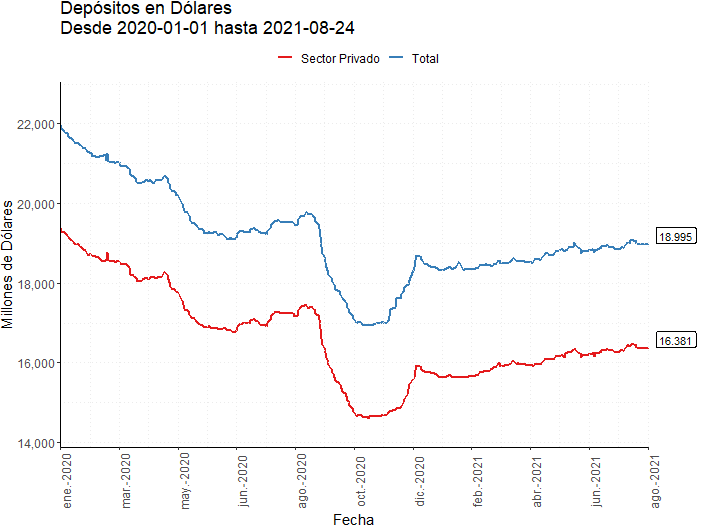 Depósitos en Dólares
Desde 2020-01-01 hasta 2021-08-24
Sector Privado Total
22,000
20,000
18,000
16,000
14,000
Millones de Dólares
18.995
16.381
ene.-2020
mar.-2020
may.-2020
jun.-2020
ago.-2020
oct.-2020
dic.-2020
feb.-2021
abr.-2021
jun.-2021
ago.-2021
Fecha